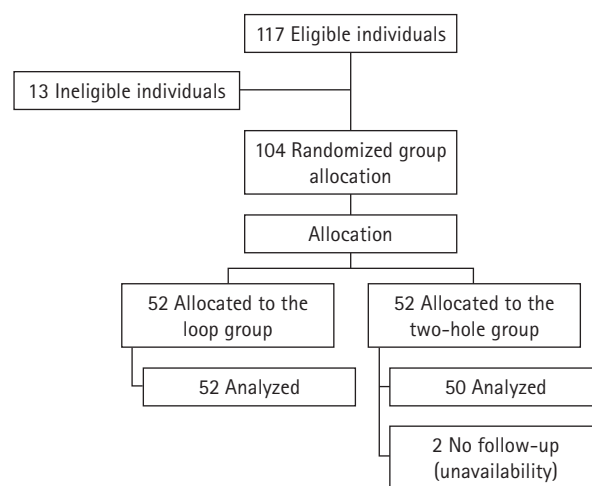 117 Eligible individuals
13 Ineligible individuals
104 Randomized group
allocation
Allocation
52 Allocated to the
loop group
52 Allocated to the
two-hole group
52 Analyzed
50 Analyzed
2 No follow-up
(unavailability)